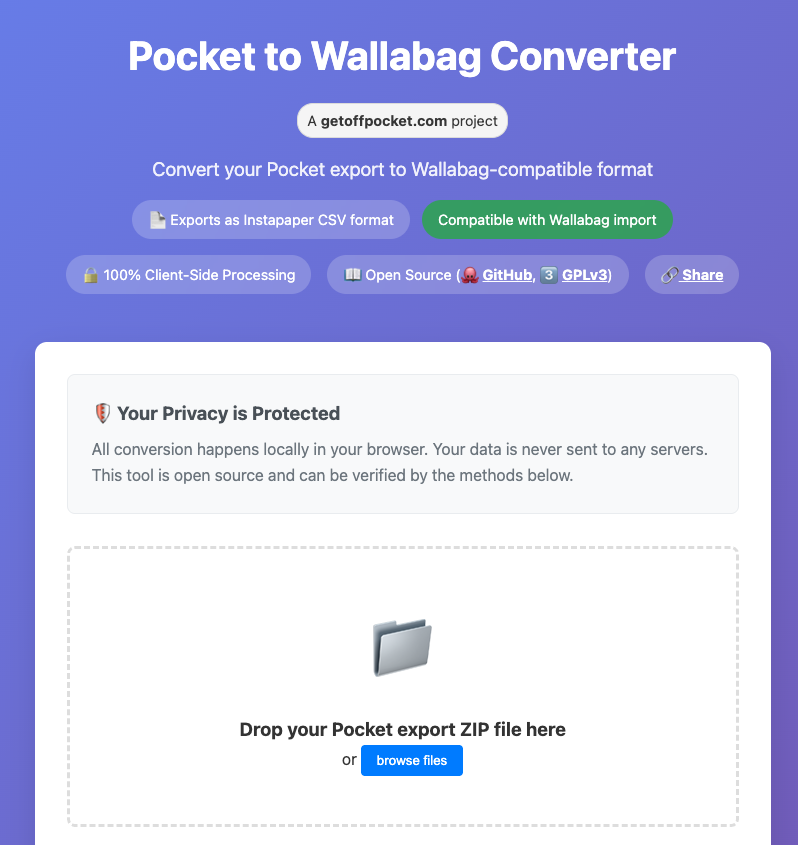 Pocket to Wallabag Converter
A getoffpocket.com project
Convert your Pocket export to Wallabag-compatible format
📄 Exports as Instapaper CSV format
Compatible with Wallabag import
🔒 100% Client-Side Processing
📖 Open Source (🐙 GitHub, 3️⃣ GPLv3)
🔗 Share
🛡️ Your Privacy is Protected
All conversion happens locally in your browser. Your data is never sent to any servers.
This tool is open source and can be verified by the methods below.
Drop your Pocket export ZIP file here
or browse files